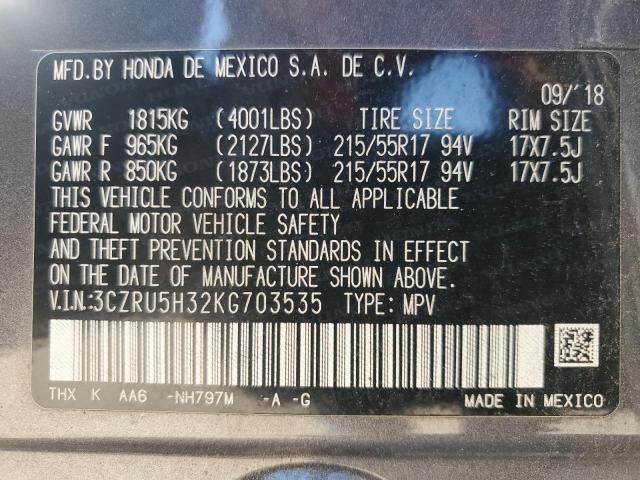 MFD.BY HONDA DE MEXICO S.A. DE C.V.
09/'18
GVWR 1815KG (4001LBS) TIRE SIZE RIM SIZE
GAWR F 965KG (2127LBS) 215/55R17 94V 17X7.5J
GAWR R 850KG (1873LBS) 215/55R17 94V 17X7.5J
THIS VEHICLE CONFORMS TO ALL APPLICABLE
FEDERAL MOTOR VEHICLE SAFETY
AND THEFT PREVENTION STANDARDS IN EFFECT
ON THE DATE OF MANUFACTURE SHOWN ABOVE.
V.I.N:3CZRU5H32KG703535 TYPE:MPV
THX K AA6 -NH797M -A -G MADE IN MEXICO